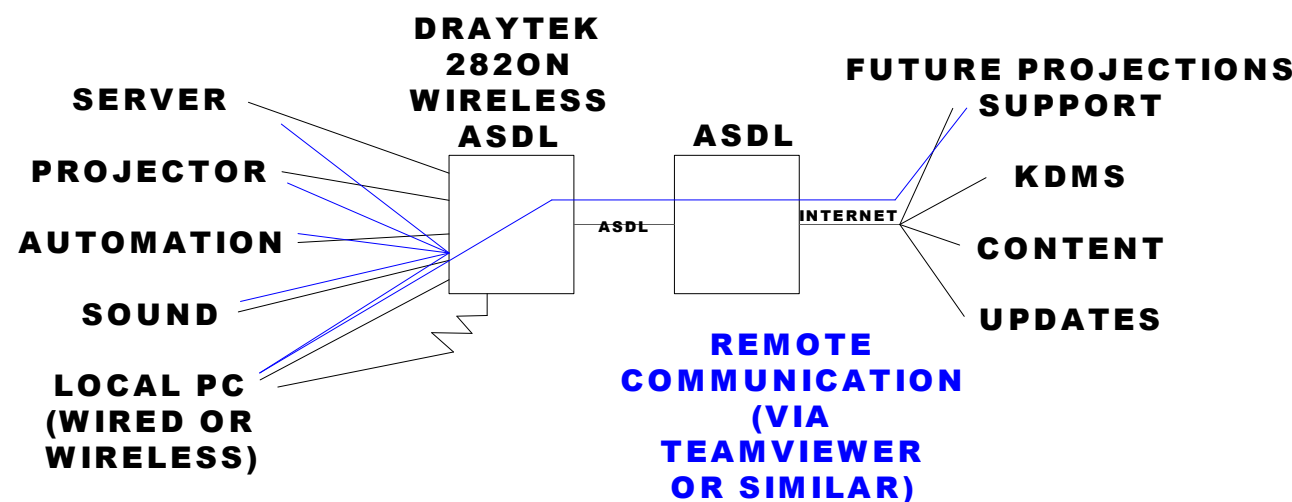 DRAYTEK
282ON
WIRELESS
ASDL
SERVER
PROJECTOR
AUTOMATION
SOUND
LOCAL PC
(WIRED OR
WIRELESS)
ASDL
ASDL
INTERNET
FUTURE PROJECTIONS
SUPPORT
KDMS
CONTENT
UPDATES
REMOTE
COMMUNICATION
(VIA
TEAMVIEWER
OR SIMILAR)